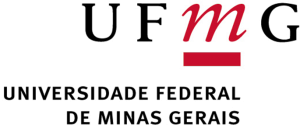 UFmG
UNIVERSIDADE FEDERAL
DE MINAS GERAIS